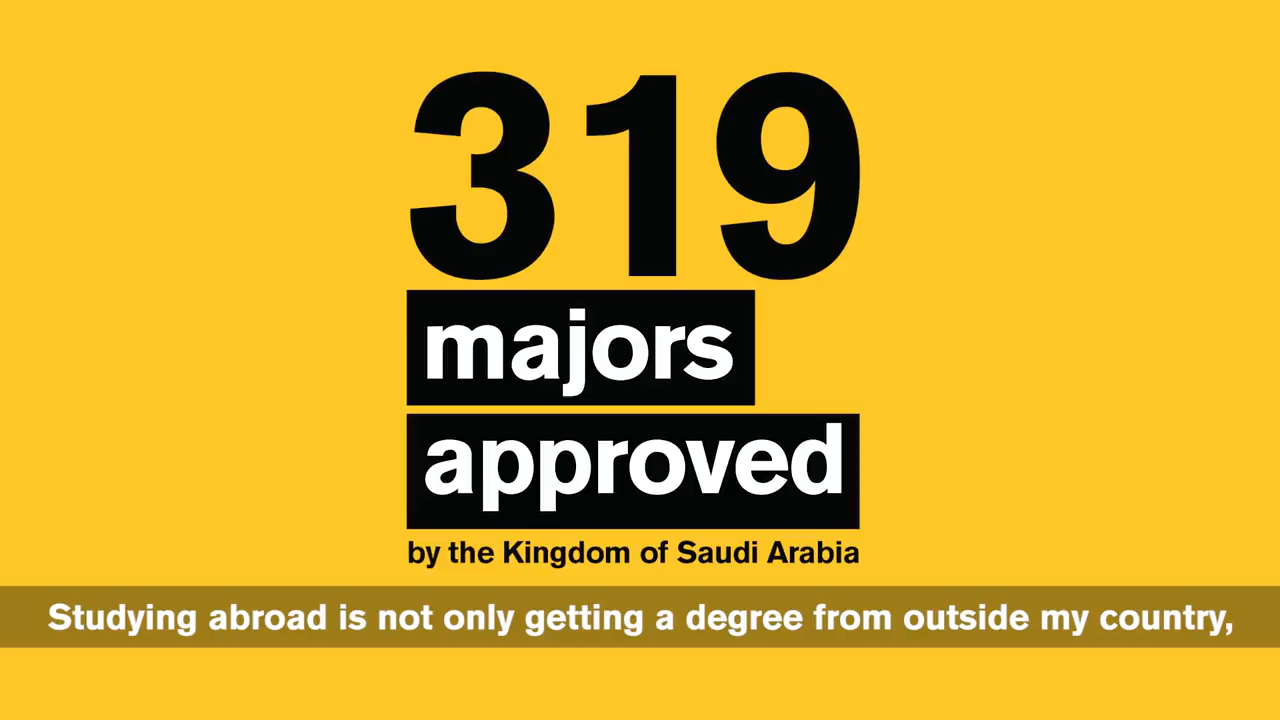 319
majors
approved
by the Kingdom of Saudi Arabia
Studying abroad is not only getting a degree from outside my country,